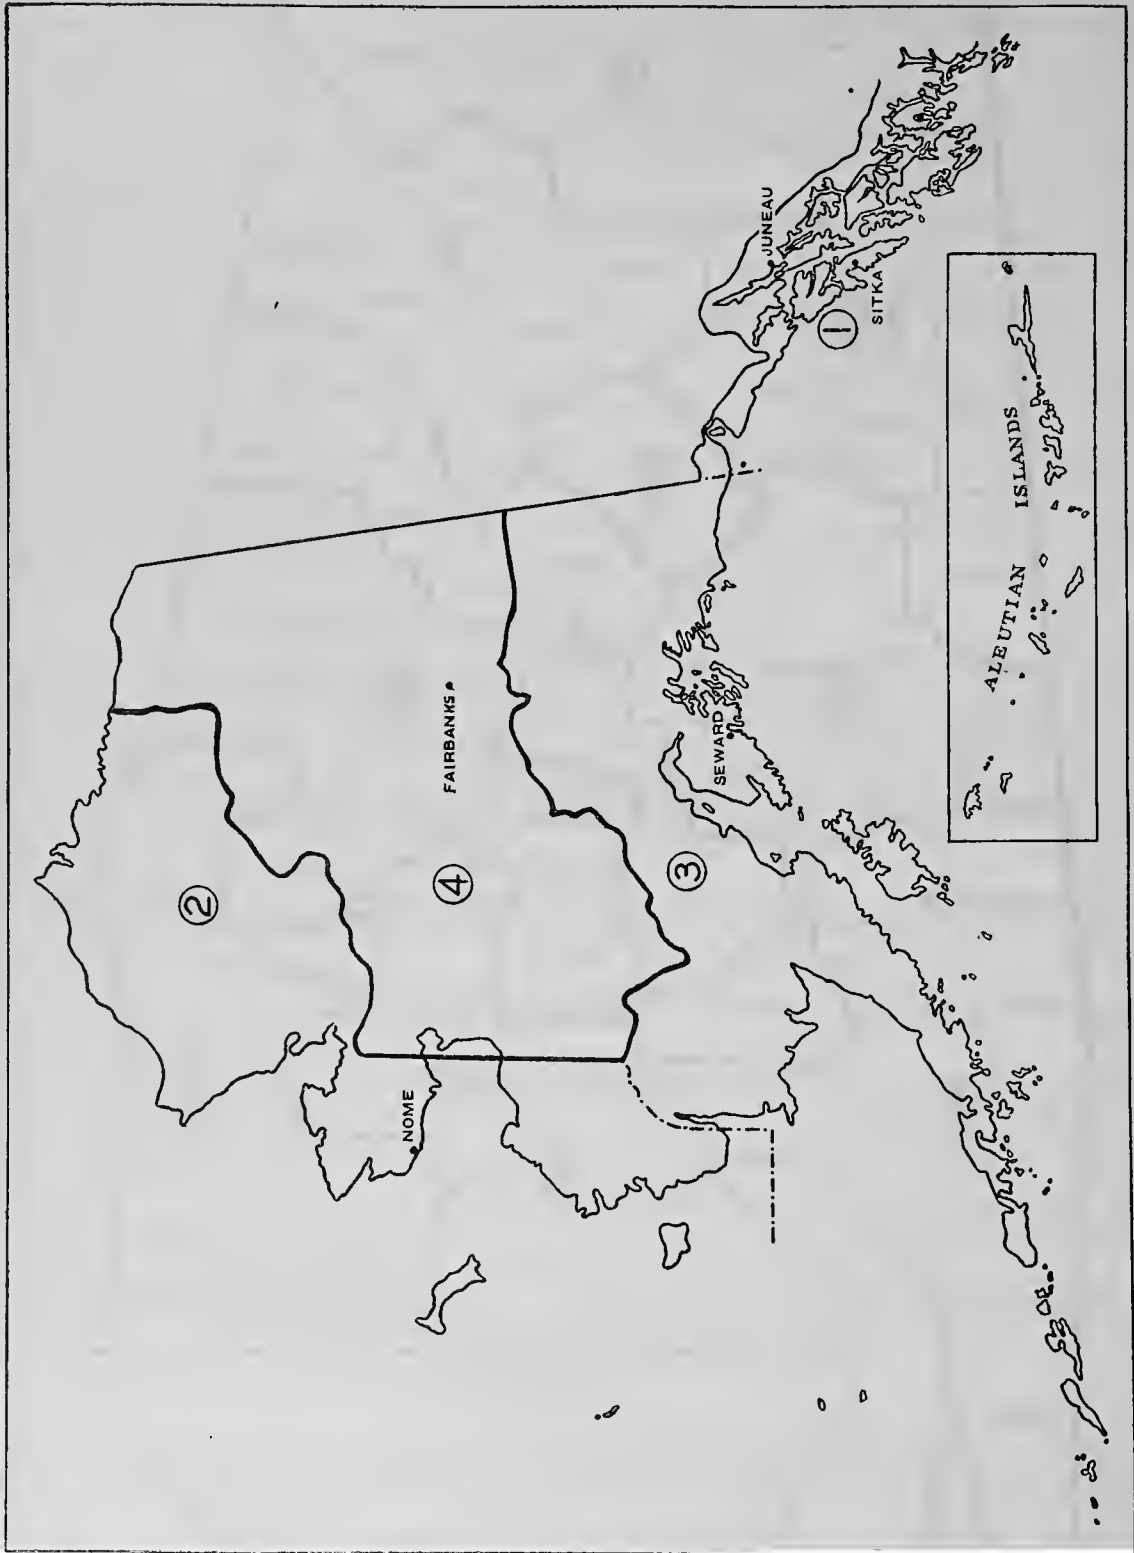 ②
NOME
④
FAIRBANKS
③
SEWARD
①
JUNEAU
SITKA
ALEUTIAN ISLANDS